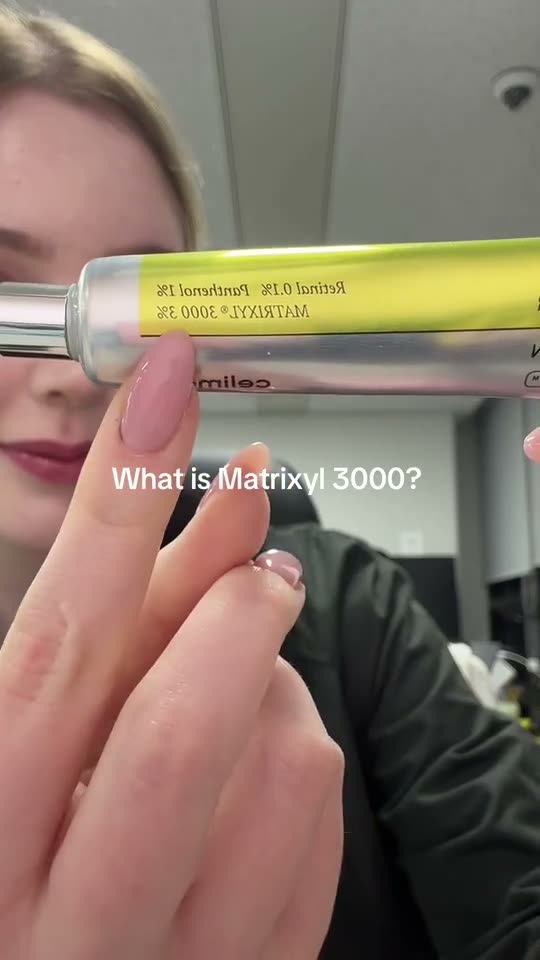 Retinal 0.1% Panthenol 1%
MATRIXYL® 3000 3%
What is Matrixyl 3000?